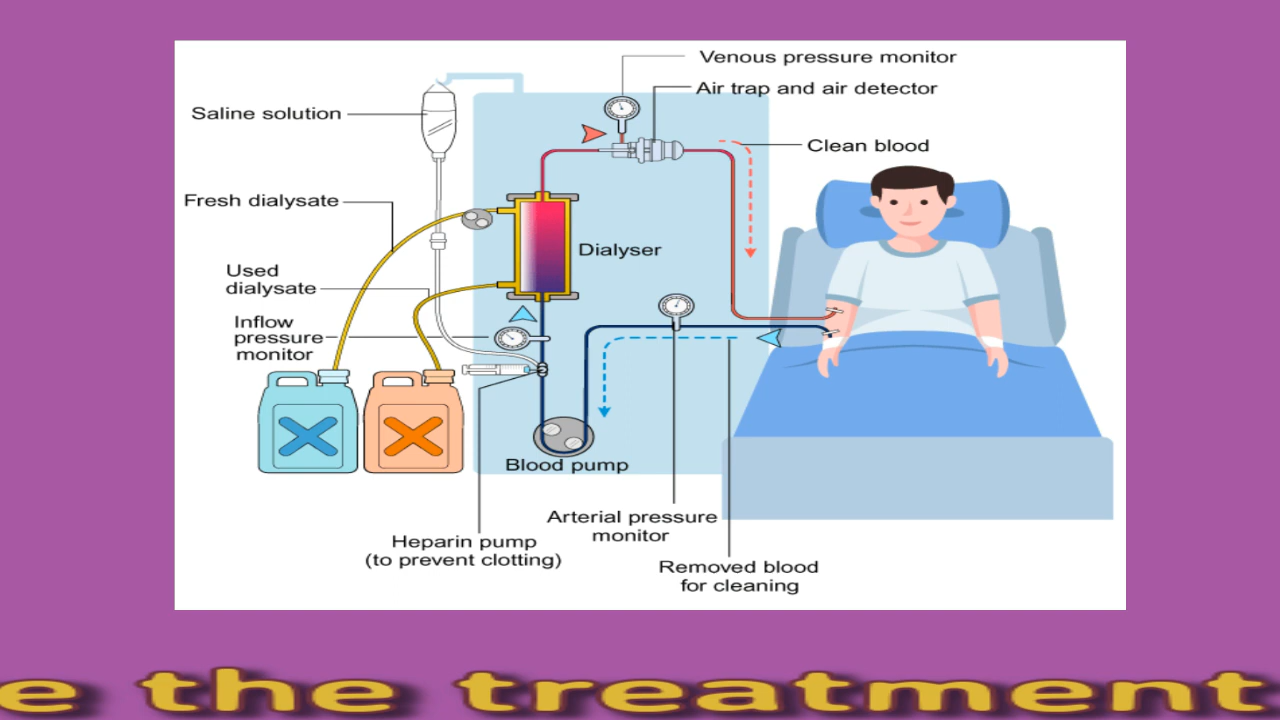 Venous pressure monitor
Air trap and air detector
Saline solution
Clean blood
Fresh dialysate
Dialyser
Used
dialysate
Inflow
pressure
monitor
Blood pump
Arterial pressure
monitor
Heparin pump
(to prevent clotting)
Removed blood
for cleaning
e the treatment